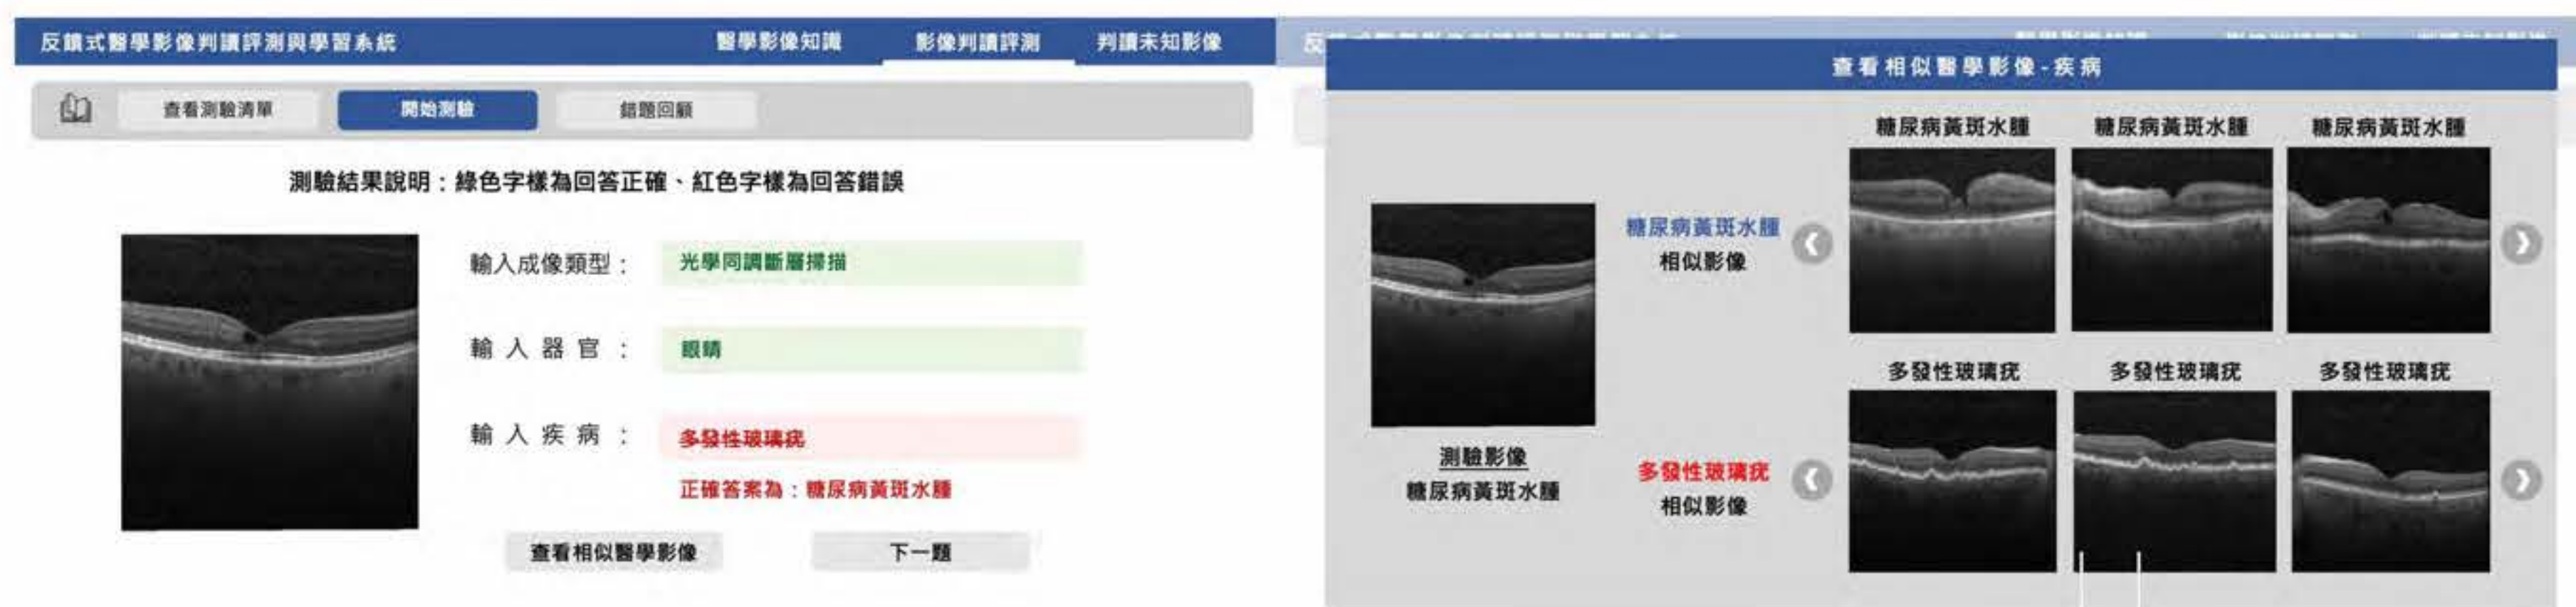 反饋式醫學影像判讀評測與學習系統
醫學影像知識
影像判讀評測
判讀未知影像
查看測驗清單
開始測驗
錯題回顧
測驗結果說明：綠色字樣為回答正確、紅色字樣為回答錯誤
輸入成像類型：
光學同調斷層掃描
輸入器官：
眼睛
輸入疾病：
多發性玻璃疣
正確答案為：糖尿病黃斑水腫
查看相似醫學影像
下一題
查看相似醫學影像-疾病
糖尿病黃斑水腫
糖尿病黃斑水腫
糖尿病黃斑水腫
糖尿病黃斑水腫
相似影像
多發性玻璃疣
多發性玻璃疣
多發性玻璃疣
測驗影像
糖尿病黃斑水腫
多發性玻璃疣
相似影像